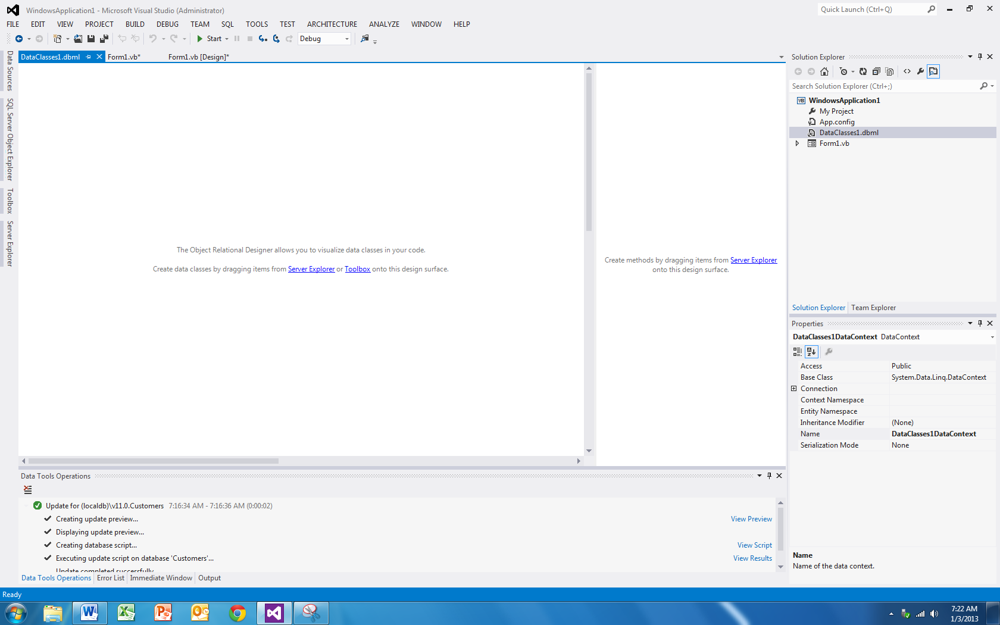 WindowsApplication1 - Microsoft Visual Studio (Administrator)
Quick Launch (Ctrl+Q)
FILE EDIT VIEW PROJECT BUILD DEBUG TEAM SQL TOOLS TEST ARCHITECTURE ANALYZE WINDOW HELP
Start Debug
DataClasses1.dbml Form1.vb* Form1.vb [Design]*
Data Sources
SQL Server Object Explorer
Toolbox
Server Explorer
The Object Relational Designer allows you to visualize data classes in your code.
Create data classes by dragging items from Server Explorer or Toolbox onto this design surface.
Create methods by dragging items from Server Explorer
onto this design surface.
Solution Explorer
Search Solution Explorer (Ctrl+;)
VB WindowsApplication1
My Project
App.config
DataClasses1.dbml
Form1.vb
Solution Explorer Team Explorer
Properties
DataClasses1DataContext DataContext
Access Public
Base Class System.Data.Linq.DataContext
Connection
Context Namespace
Entity Namespace
Inheritance Modifier (None)
Name DataClasses1DataContext
Serialization Mode None
Name
Name of the data context.
Data Tools Operations
Update for (localdb)\v11.0.Customers 7:16:34 AM - 7:16:36 AM (0:00:02)
Creating update preview... View Preview
Displaying update preview...
Creating database script... View Script
Executing update script on database 'Customers'... View Results
Update completed successfully
Data Tools Operations Error List Immediate Window Output
Ready
7:22 AM
1/3/2013